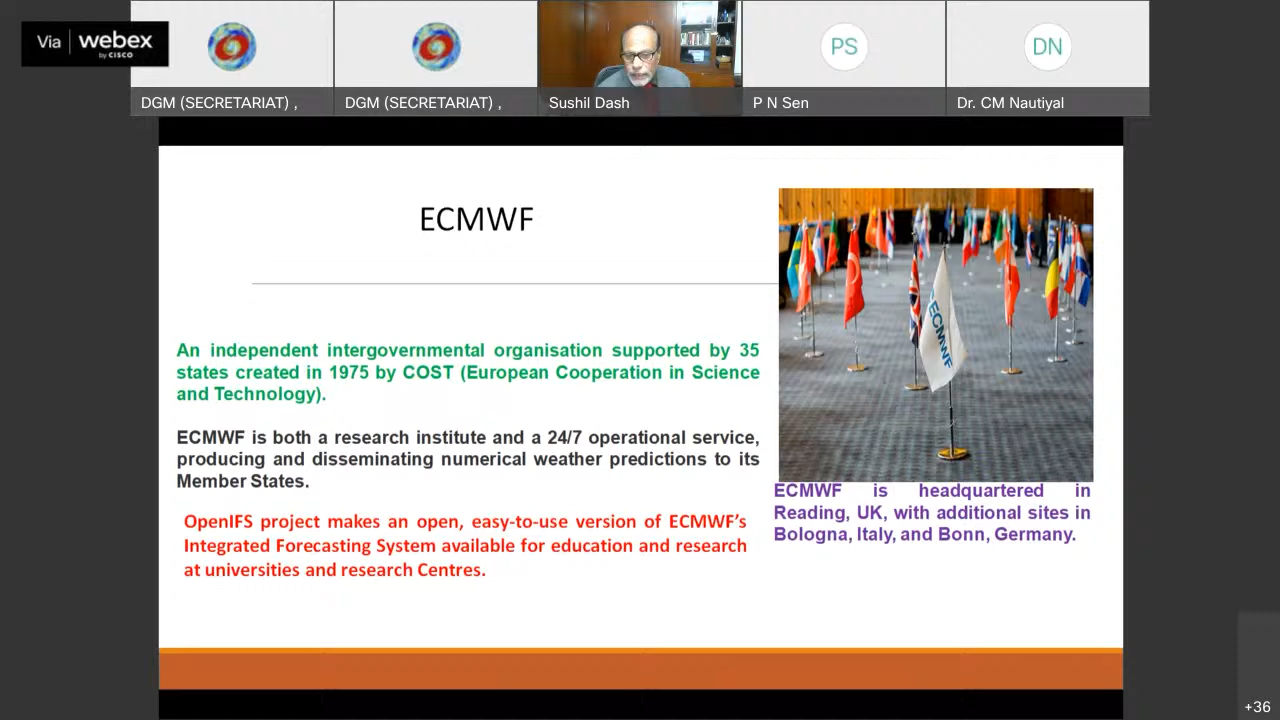 Via webex
by CISCO
DGM (SECRETARIAT) ,
DGM (SECRETARIAT) ,
Sushil Dash
PS
P N Sen
DN
Dr. CM Nautiyal
ECMWF
An independent intergovernmental organisation supported by 35
states created in 1975 by COST (European Cooperation in Science
and Technology).
ECMWF is both a research institute and a 24/7 operational service,
producing and disseminating numerical weather predictions to its
Member States.
OpenIFS project makes an open, easy-to-use version of ECMWF’s
Integrated Forecasting System available for education and research
at universities and research Centres.
ECMWF
ECMWF is headquartered in
Reading, UK, with additional sites in
Bologna, Italy, and Bonn, Germany.
+36